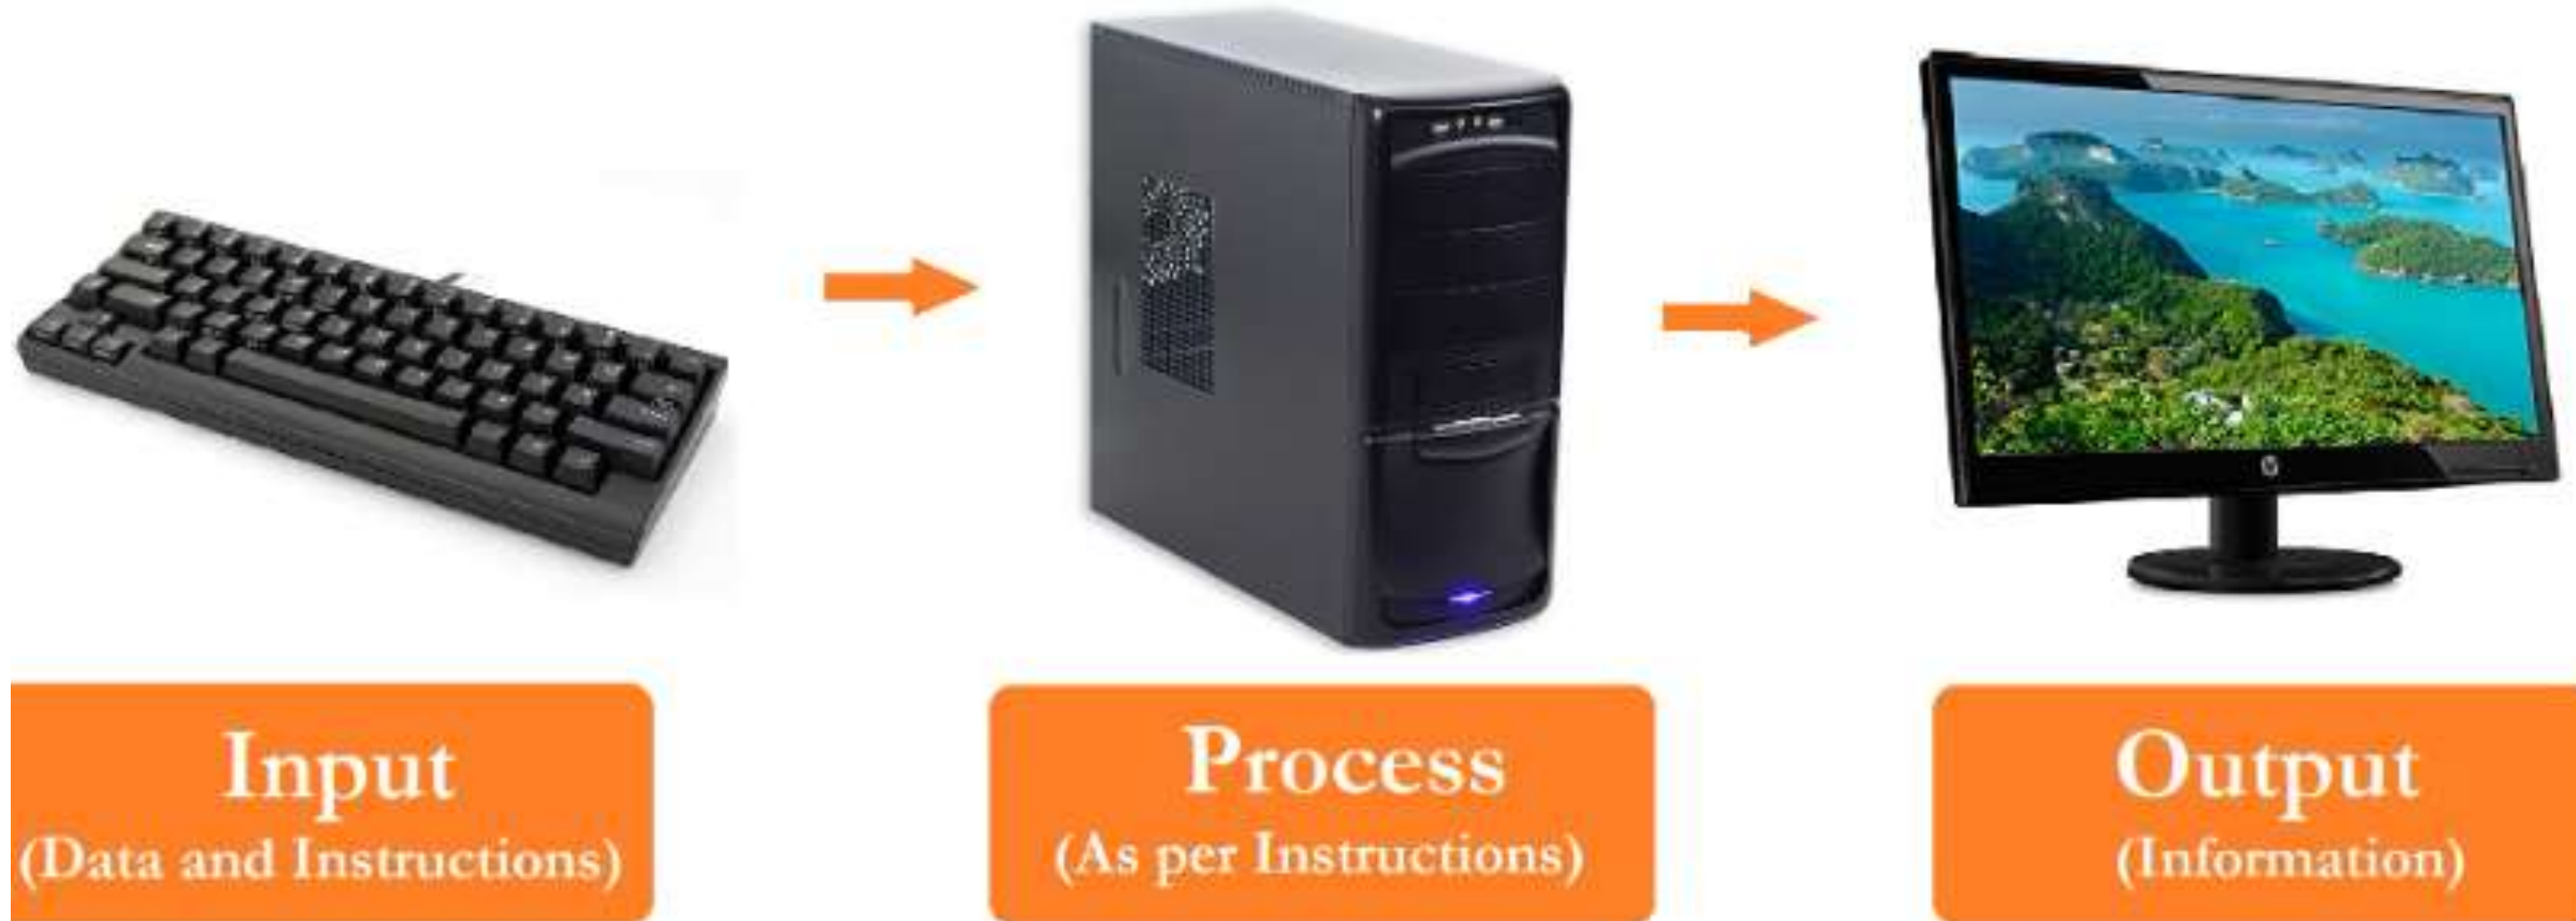 Input
(Data and Instructions)
Process
(As per Instructions)
Output
(Information)